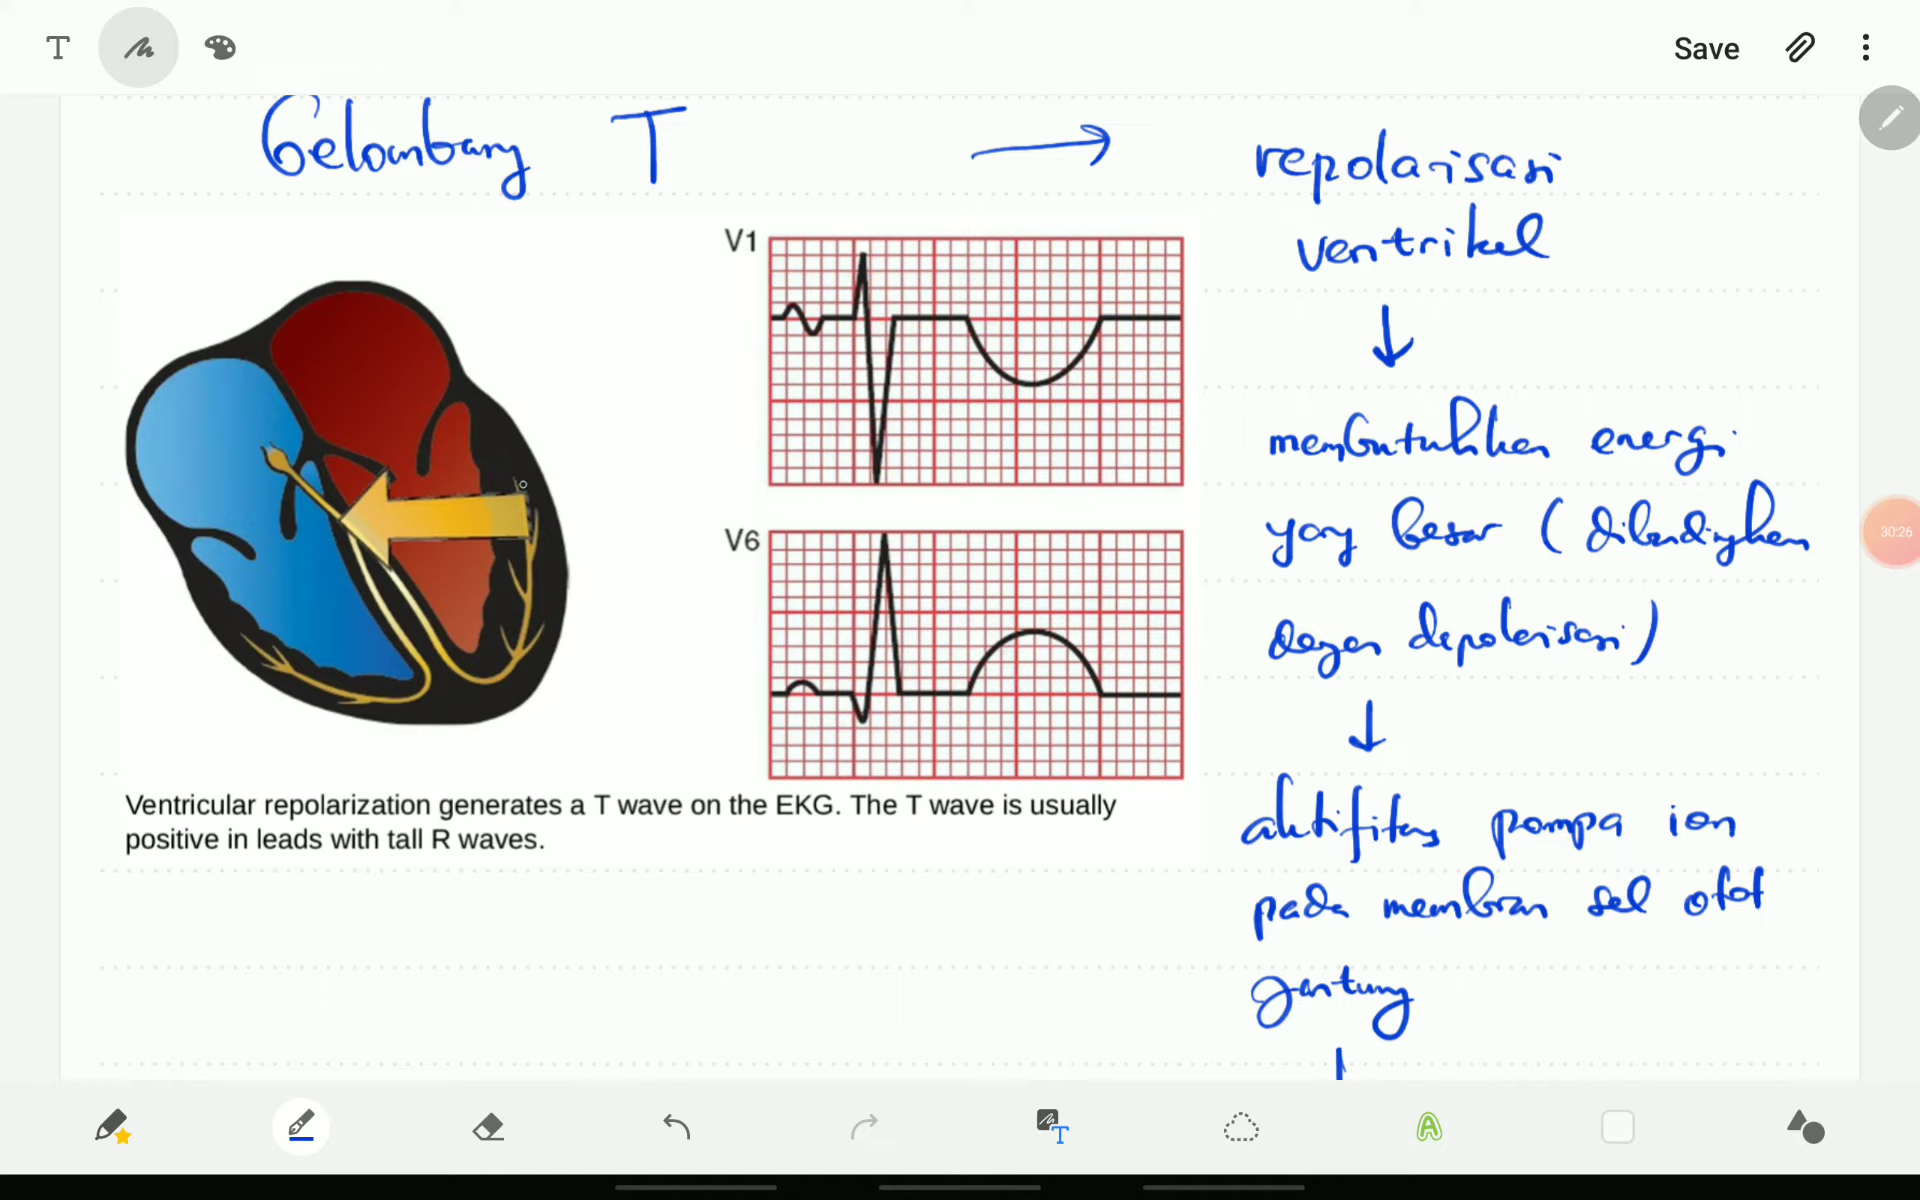 Save
Gelombang T → repolarisasi
ventrikel
↓
membutuhkan energi
yang besar (dibandingkan
dengan depolarisasi)
↓
aktifitas pompa ion
pada membran sel otot
jantung
V1
V6
Ventricular repolarization generates a T wave on the EKG. The T wave is usually
positive in leads with tall R waves.
30:26